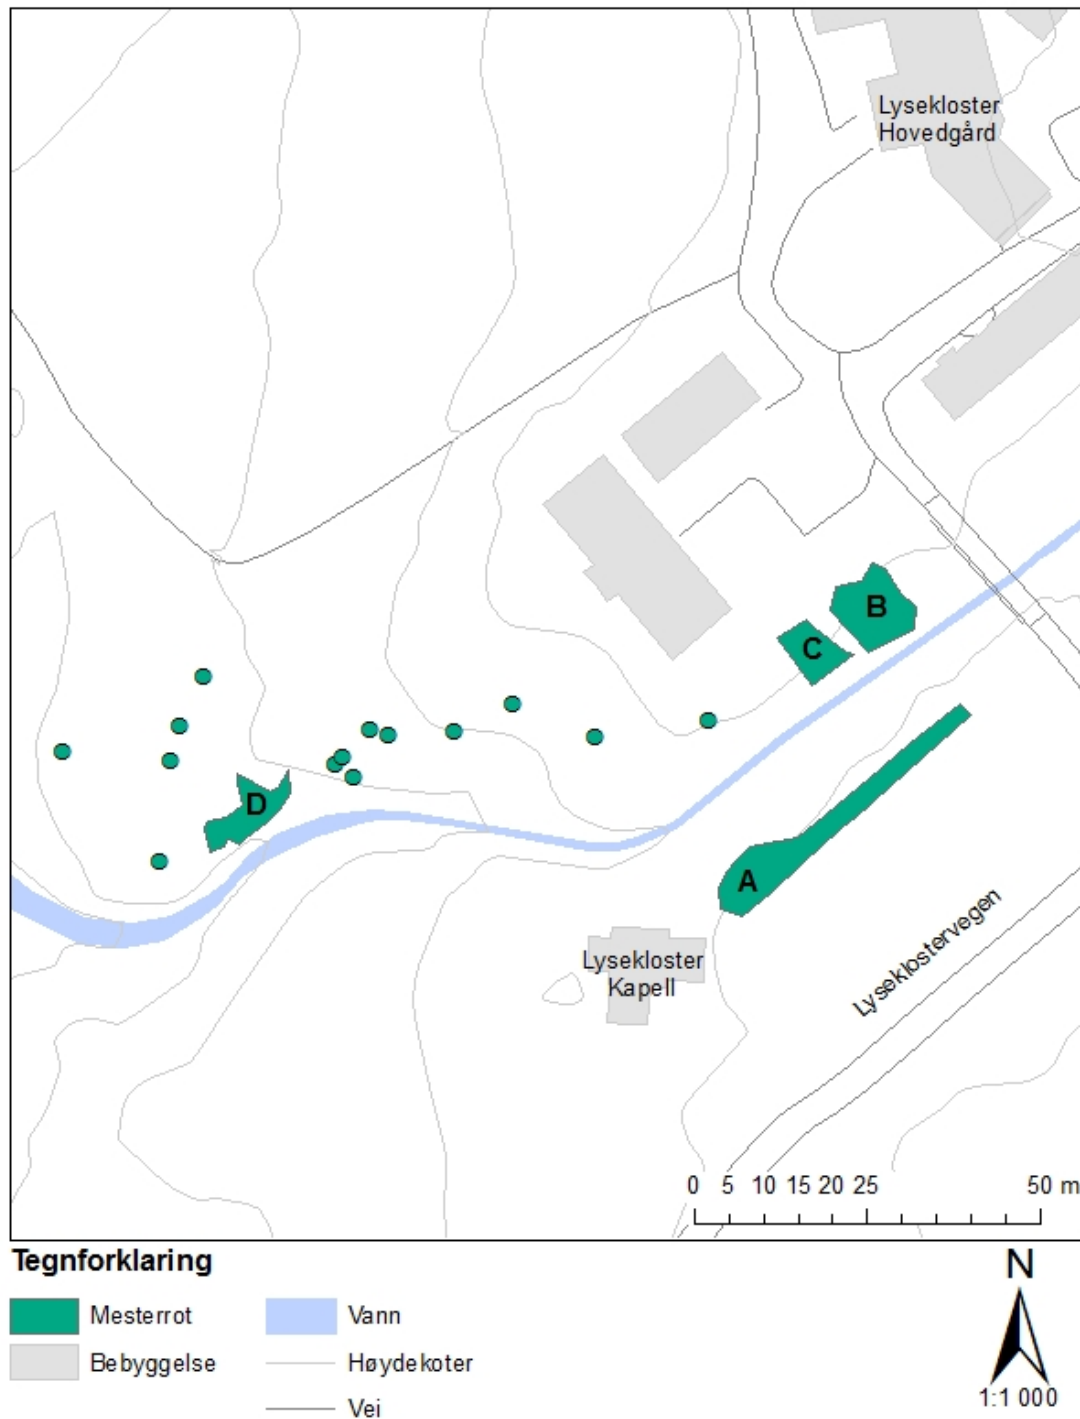 Lysekloster
Hovedgård
B
C
D
A
Lysekloster
Kapell
Lyseklostervegen
0 5 10 15 20 25 50 m
Tegnforklaring
N
Mesterrot
Vann
Bebyggelse
Høydekoter
1:1 000
Vei